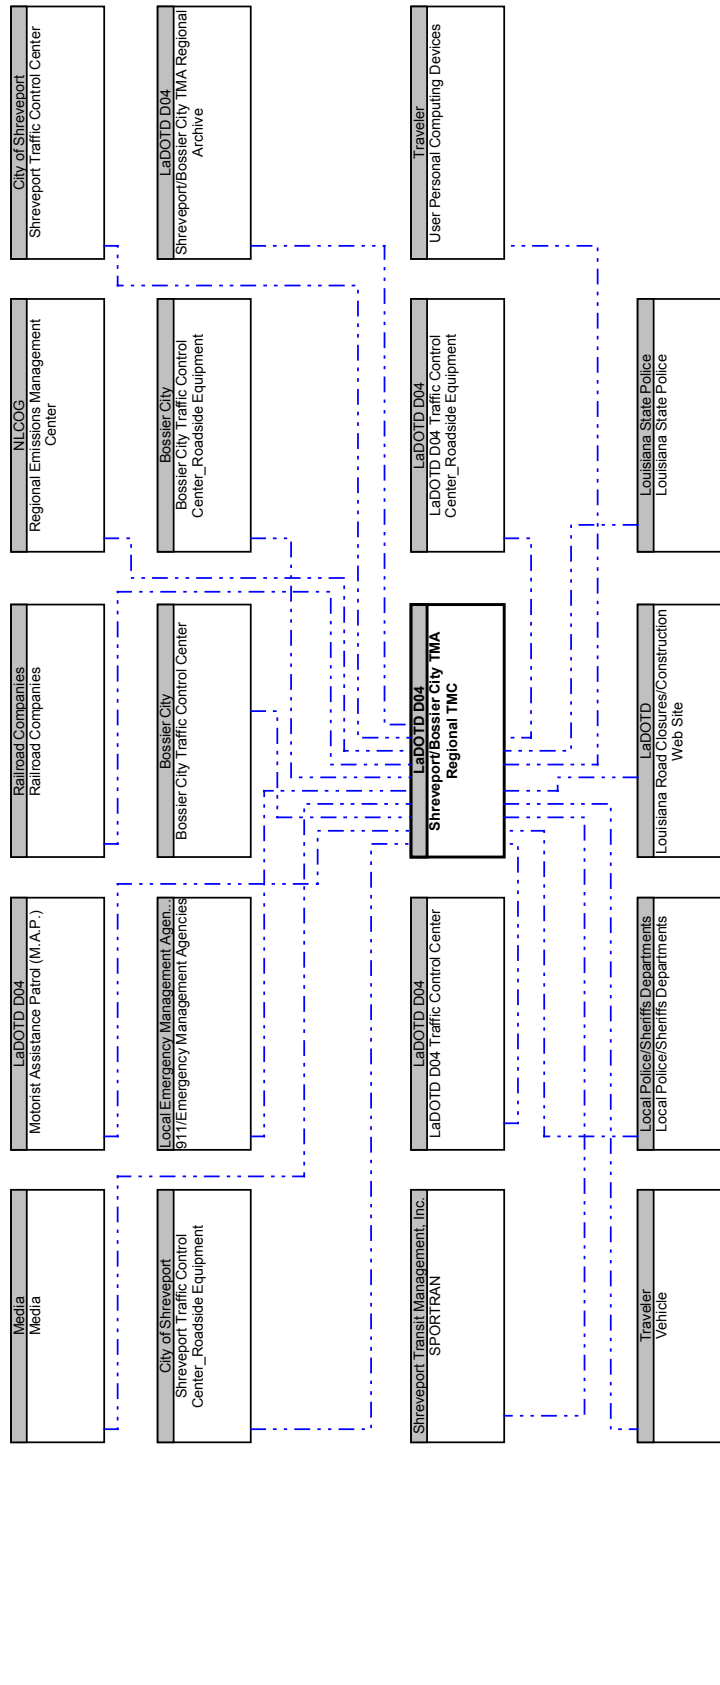 Media
Media
LaDOTD D04
Motorist Assistance Patrol (M.A.P.)
Railroad Companies
Railroad Companies
NLCOG
Regional Emissions Management
Center
City of Shreveport
Shreveport Traffic Control Center
City of Shreveport
Shreveport Traffic Control
Center_Roadside Equipment
Local Emergency Management Agen...
911/Emergency Management Agencies
Bossier City
Bossier City Traffic Control Center
Bossier City
Bossier City Traffic Control
Center_Roadside Equipment
LaDOTD D04
Shreveport/Bossier City TMA Regional
Archive
Shreveport Transit Management, Inc.
SPORTRAN
LaDOTD D04
LaDOTD D04 Traffic Control Center
LaDOTD D04
Shreveport/Bossier City TMA
Regional TMC
LaDOTD D04
LaDOTD D04 Traffic Control
Center_Roadside Equipment
Traveler
User Personal Computing Devices
Traveler
Vehicle
Local Police/Sheriffs Departments
Local Police/Sheriffs Departments
LaDOTD
Louisiana Road Closures/Construction
Web Site
Louisiana State Police
Louisiana State Police